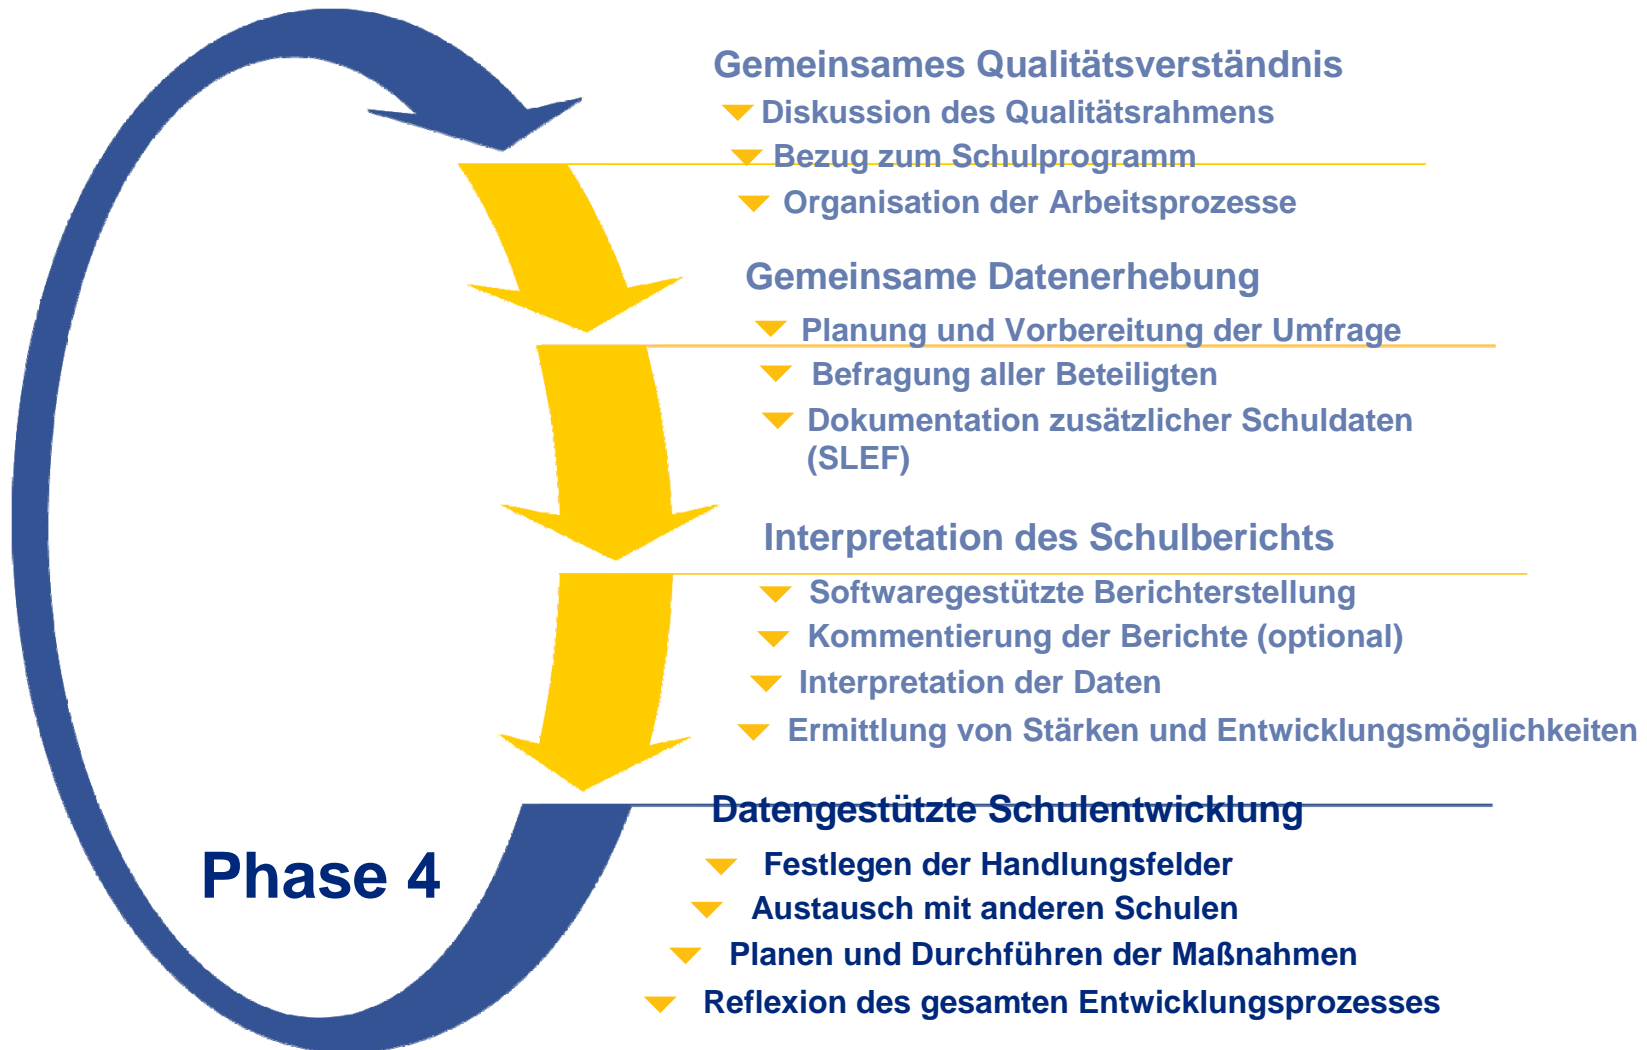 Gemeinsames Qualitätsverständnis
Diskussion des Qualitätsrahmens
Bezug zum Schulprogramm
Organisation der Arbeitsprozesse
Gemeinsame Datenerhebung
Planung und Vorbereitung der Umfrage
Befragung aller Beteiligten
Dokumentation zusätzlicher Schuldaten
(SLEF)
Interpretation des Schulberichts
Softwaregestützte Berichterstellung
Kommentierung der Berichte (optional)
Interpretation der Daten
Ermittlung von Stärken und Entwicklungsmöglichkeiten
Datengestützte Schulentwicklung
Phase 4
Festlegen der Handlungsfelder
Austausch mit anderen Schulen
Planen und Durchführen der Maßnahmen
Reflexion des gesamten Entwicklungsprozesses